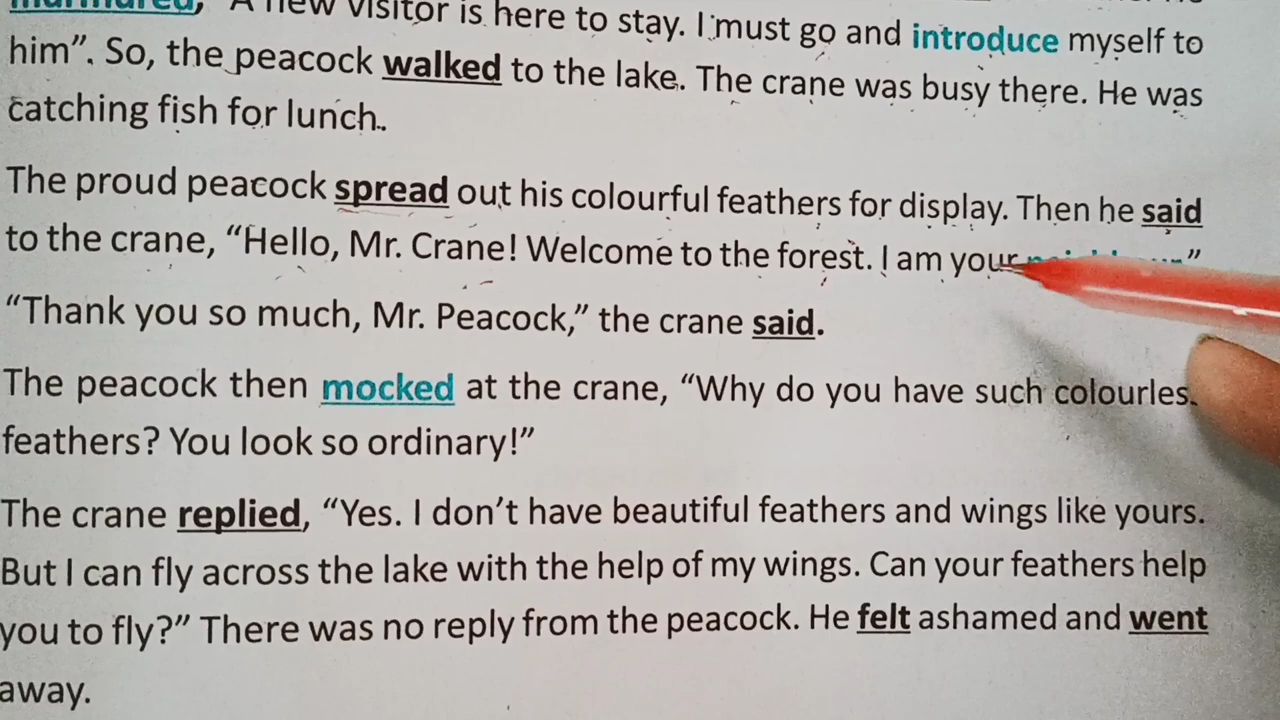 "A new visitor is here to stay. I must go and introduce myself to
him". So, the peacock walked to the lake. The crane was busy there. He was
catching fish for lunch.
The proud peacock spread out his colourful feathers for display. Then he said
to the crane, "Hello, Mr. Crane! Welcome to the forest. I am your
"Thank you so much, Mr. Peacock," the crane said.
The peacock then mocked at the crane, "Why do you have such colourles
feathers? You look so ordinary!"
The crane replied, "Yes. I don't have beautiful feathers and wings like yours.
But I can fly across the lake with the help of my wings. Can your feathers help
you to fly?" There was no reply from the peacock. He felt ashamed and went
away.